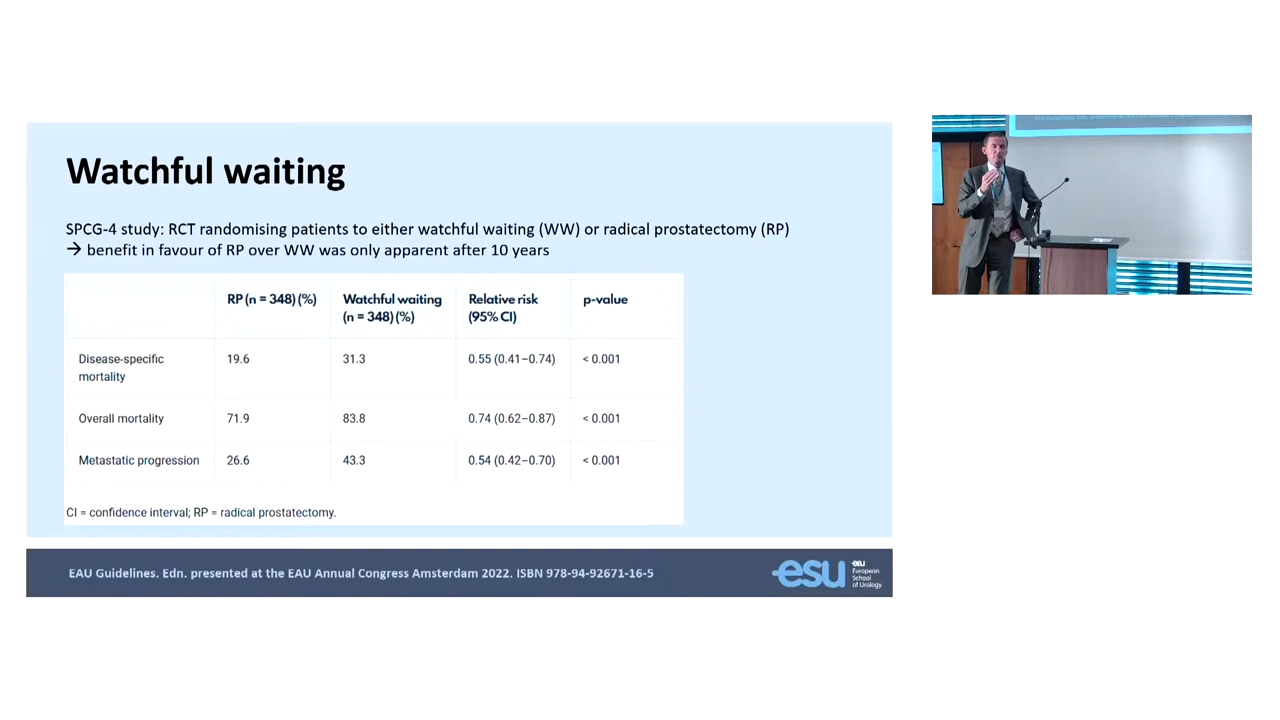 Watchful waiting
SPCG-4 study: RCT randomising patients to either watchful waiting (WW) or radical prostatectomy (RP)
→ benefit in favour of RP over WW was only apparent after 10 years
RP (n = 348) (%) Watchful waiting (n = 348) (%) Relative risk (95% CI) p-value
Disease-specific mortality 19.6 31.3 0.55 (0.41–0.74) < 0.001
Overall mortality 71.9 83.8 0.74 (0.62–0.87) < 0.001
Metastatic progression 26.6 43.3 0.54 (0.42–0.70) < 0.001
CI = confidence interval; RP = radical prostatectomy.
EAU Guidelines. Edn. presented at the EAU Annual Congress Amsterdam 2022. ISBN 978-94-92671-16-5
esu
eau
European
School
of Urology